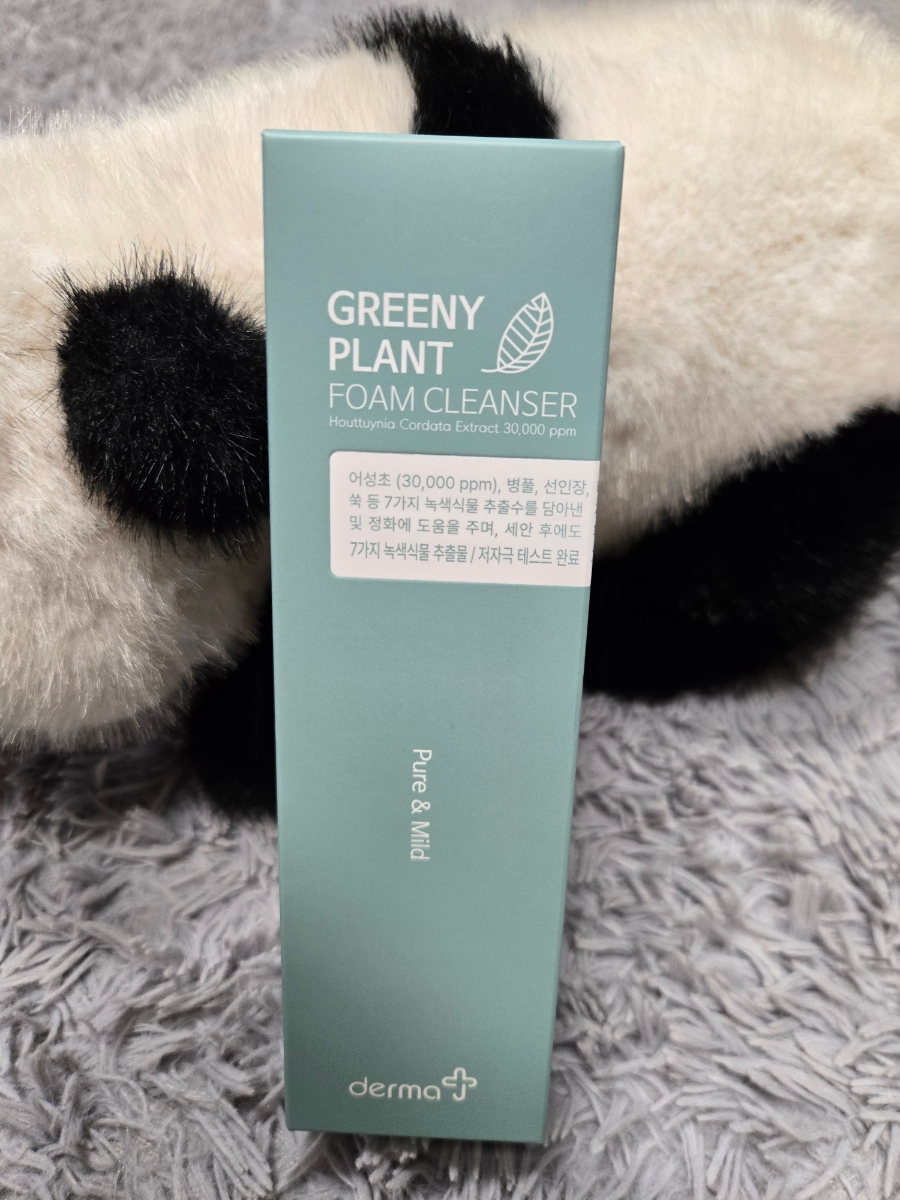 GREENY
PLANT
FOAM CLEANSER
Houttuynia Cordata Extract 30,000 ppm
어성초 (30,000 ppm), 병풀, 선인장,
쑥 등 7가지 녹색식물 추출수를 담아낸
및 정화에 도움을 주며, 세안 후에도
7가지 녹색식물 추출물 / 저자극 테스트 완료
Pure & Mild
derma